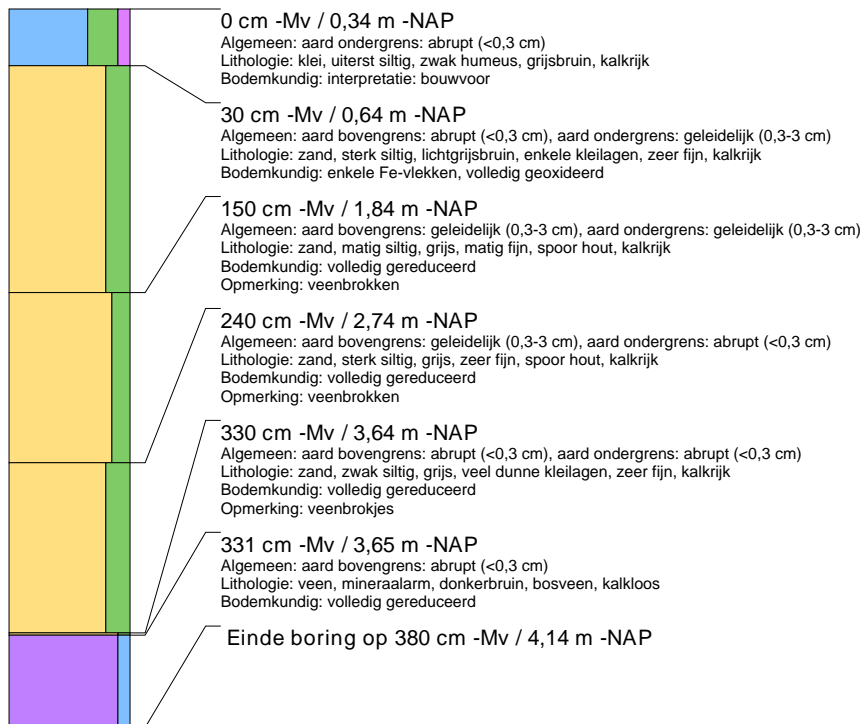 0 cm -Mv / 0,34 m -NAP
Algemeen: aard ondergrens: abrupt (<0,3 cm)
Lithologie: klei, uiterst siltig, zwak humeus, grijsbruin, kalkrijk
Bodemkundig: interpretatie: bouwvoor
30 cm -Mv / 0,64 m -NAP
Algemeen: aard bovengrens: abrupt (<0,3 cm), aard ondergrens: geleidelijk (0,3-3 cm)
Lithologie: zand, sterk siltig, lichtgrijsbruin, enkele kleilagen, zeer fijn, kalkrijk
Bodemkundig: enkele Fe-vlekken, volledig geoxideerd
150 cm -Mv / 1,84 m -NAP
Algemeen: aard bovengrens: geleidelijk (0,3-3 cm), aard ondergrens: geleidelijk (0,3-3 cm)
Lithologie: zand, matig siltig, grijs, matig fijn, spoor hout, kalkrijk
Bodemkundig: volledig gereduceerd
Opmerking: veenbrokken
240 cm -Mv / 2,74 m -NAP
Algemeen: aard bovengrens: geleidelijk (0,3-3 cm), aard ondergrens: abrupt (<0,3 cm)
Lithologie: zand, sterk siltig, grijs, zeer fijn, spoor hout, kalkrijk
Bodemkundig: volledig gereduceerd
Opmerking: veenbrokken
330 cm -Mv / 3,64 m -NAP
Algemeen: aard bovengrens: abrupt (<0,3 cm), aard ondergrens: abrupt (<0,3 cm)
Lithologie: zand, zwak siltig, grijs, veel dunne kleilagen, zeer fijn, kalkrijk
Bodemkundig: volledig gereduceerd
Opmerking: veenbrokjes
331 cm -Mv / 3,65 m -NAP
Algemeen: aard bovengrens: abrupt (<0,3 cm)
Lithologie: veen, mineraalarm, donkerbruin, bosveen, kalkloos
Bodemkundig: volledig gereduceerd
Einde boring op 380 cm -Mv / 4,14 m -NAP